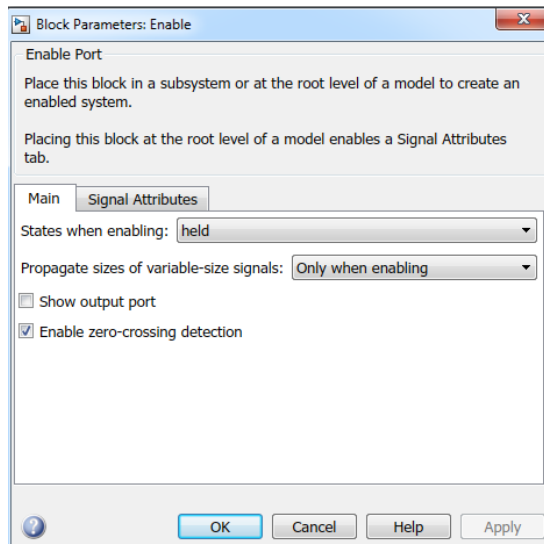 Block Parameters: Enable
Enable Port
Place this block in a subsystem or at the root level of a model to create an
enabled system.
Placing this block at the root level of a model enables a Signal Attributes
tab.
Main Signal Attributes
States when enabling: held
Propagate sizes of variable-size signals: Only when enabling
Show output port
Enable zero-crossing detection
? OK Cancel Help Apply